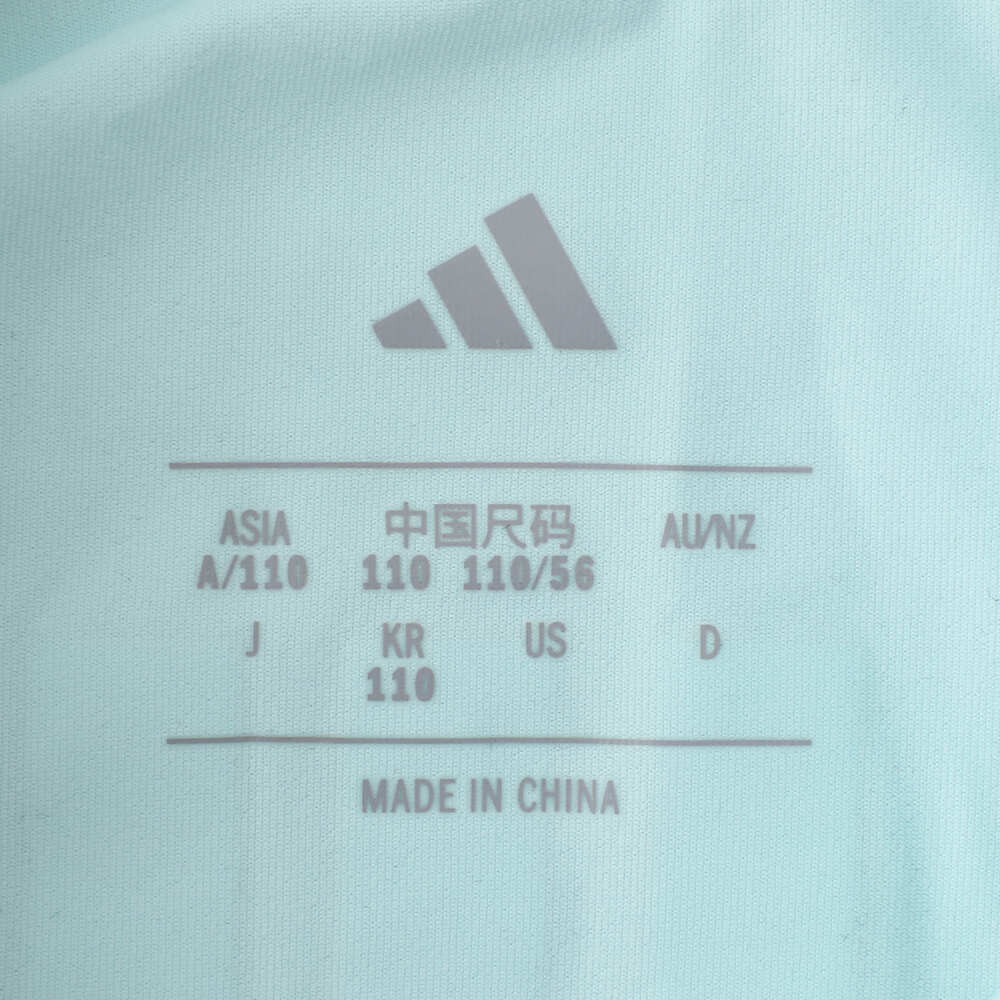 ASIA 中国尺码 AU/NZ
A/110 110 110/56
J KR US D
110
MADE IN CHINA